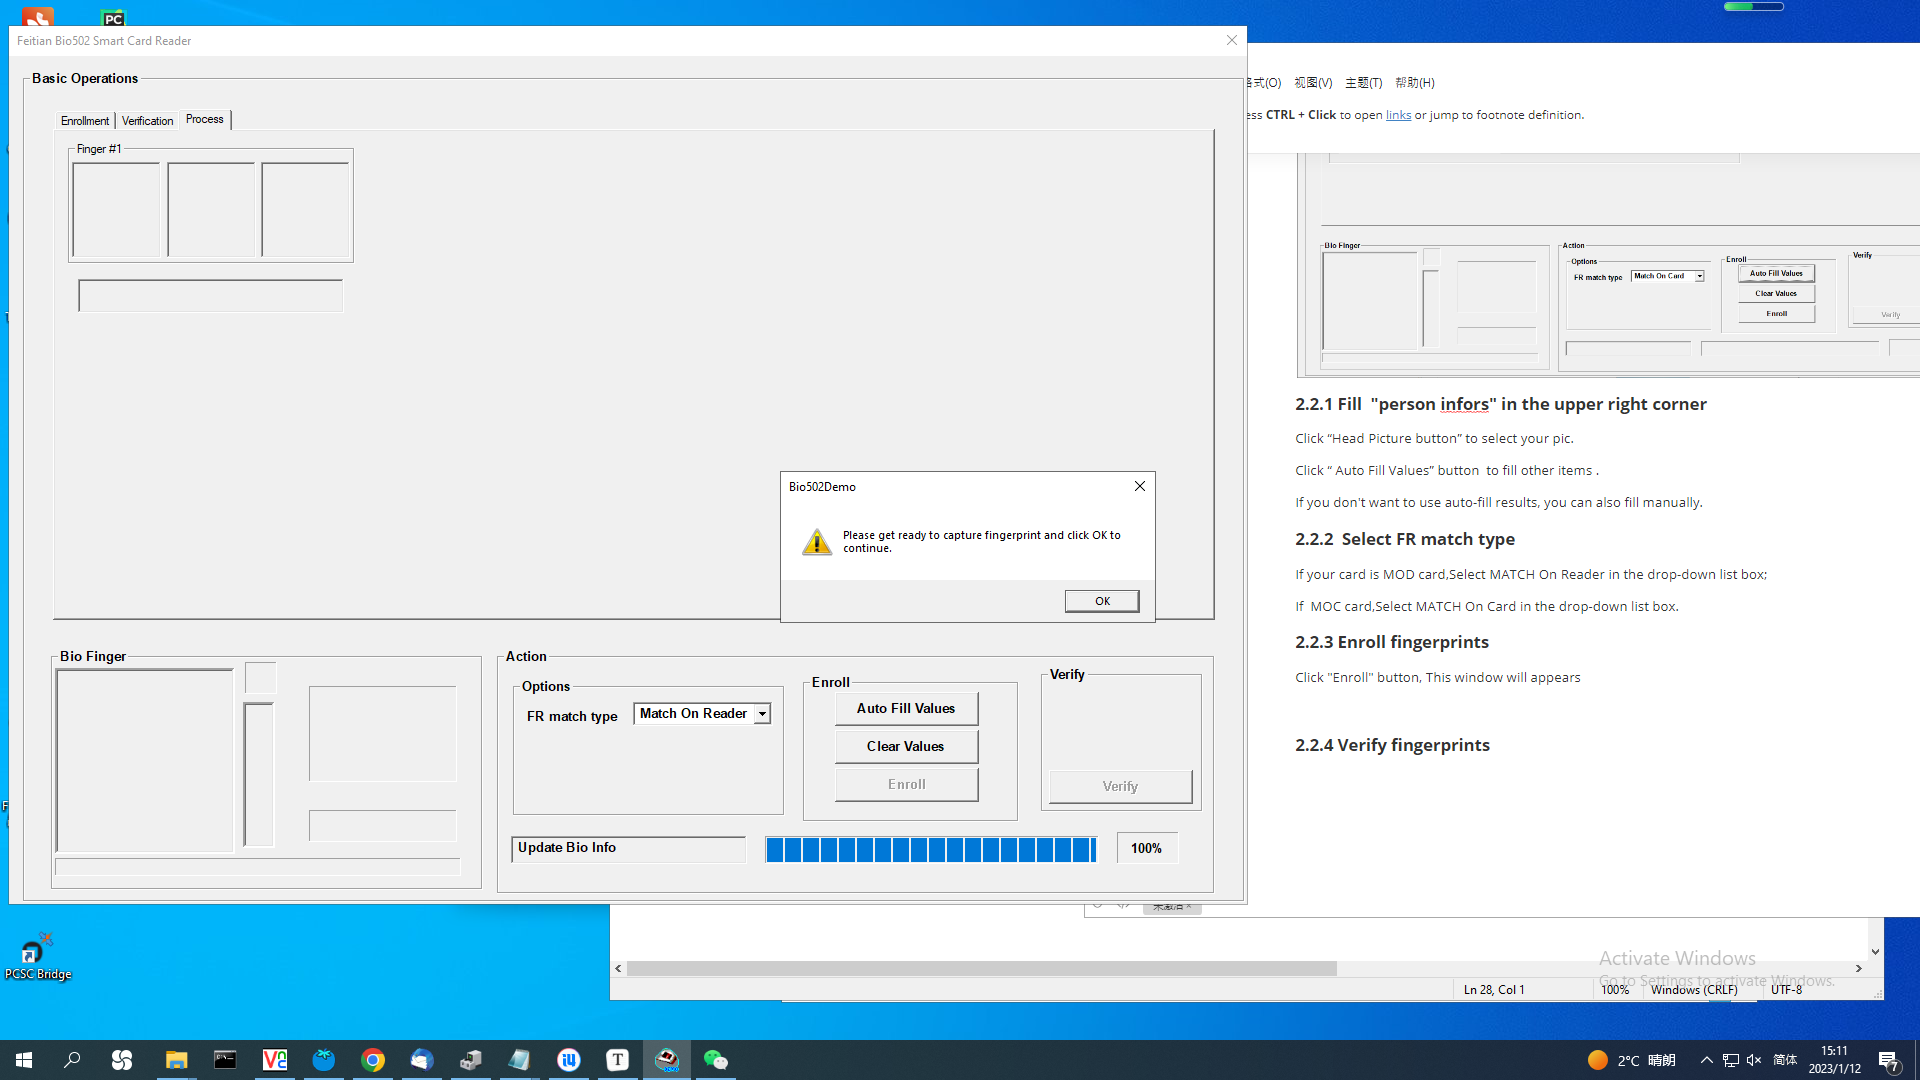 PC
Feitian Bio502 Smart Card Reader
Basic Operations
Enrollment
Verification
Process
Finger #1
Bio502Demo
Please get ready to capture fingerprint and click OK to
continue.
OK
Bio Finger
Action
Options
FR match type
Match On Reader
Enroll
Auto Fill Values
Clear Values
Enroll
Verify
Verify
Update Bio Info
100%
视图(V) 主题(T) 帮助(H)
CTRL + Click to open links or jump to footnote definition.
Bio Finger
Action
Options
FR match type
Match On Card
Enroll
Auto Fill Values
Clear Values
Enroll
Verify
Verify
2.2.1 Fill "person infors" in the upper right corner
Click “Head Picture button” to select your pic.
Click “ Auto Fill Values” button to fill other items .
If you don't want to use auto-fill results, you can also fill manually.
2.2.2 Select FR match type
If your card is MOD card,Select MATCH On Reader in the drop-down list box;
If MOC card,Select MATCH On Card in the drop-down list box.
2.2.3 Enroll fingerprints
Click "Enroll" button, This window will appears
2.2.4 Verify fingerprints
PCSC Bridge
Activate Windows
Go to Settings to activate Windows.
Ln 28, Col 1
100%
Windows (CRLF)
UTF-8
2°C 晴朗
简体
15:11
2023/1/12
7